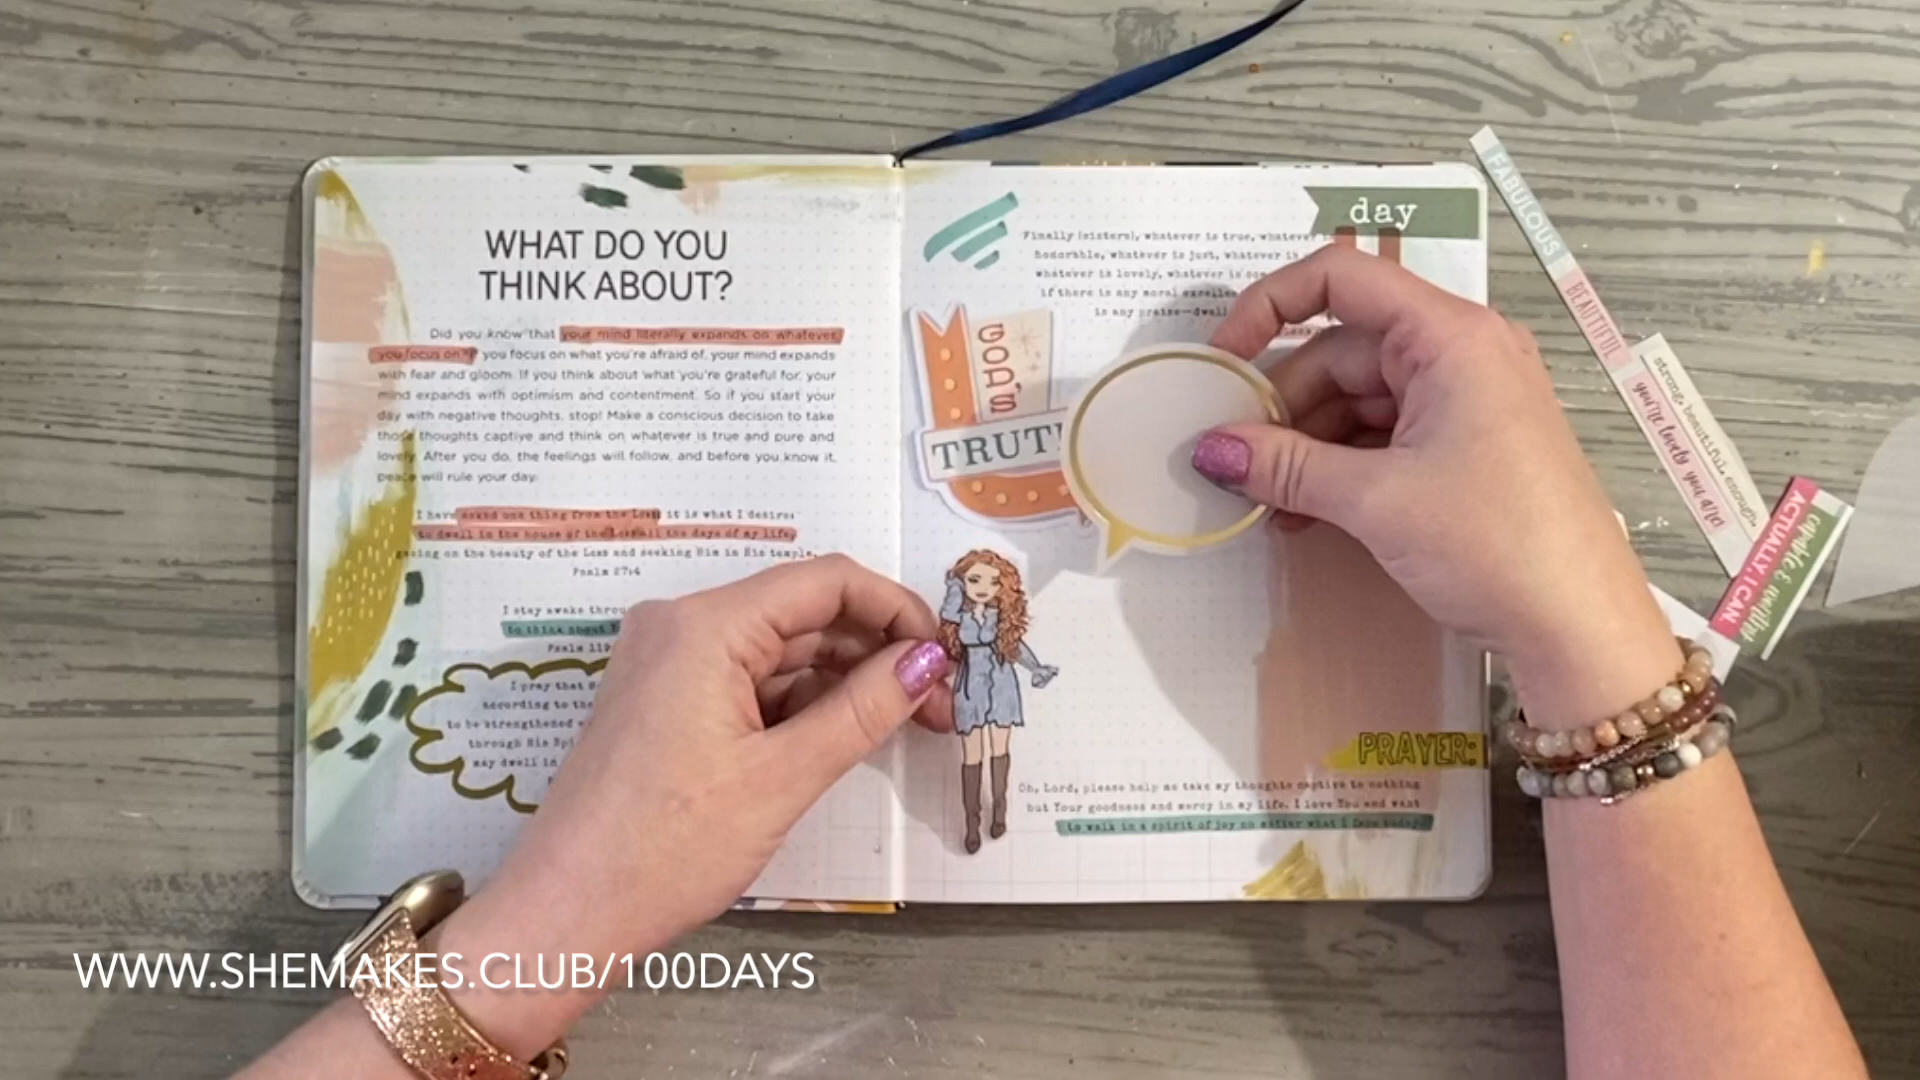 WHAT DO YOU
THINK ABOUT?
Did you know that your mind literally expands on whatever
you focus on? If you focus on what you're afraid of, your mind expands
with fear and gloom. If you think about what you're grateful for, your
mind expands with optimism and contentment. So if you start your
day with negative thoughts, stop! Make a conscious decision to take
those thoughts captive and think on whatever is true and pure and
lovely. After you do, the feelings will follow, and before you know it,
peace will rule your day.
I have asked one thing from the Lord; it is what I desire:
to dwell in the house of the Lord all the days of my life,
gazing on the beauty of the Lord and seeking Him in His temple.
Psalm 27:4
I stay awake throu
to think about
Psalm 119
I pray that
according to the
to be strengthened
through His Spi
may dwell in
day
Finally [sisters], whatever is true, whatever
honorable, whatever is just, whatever is
whatever is lovely, whatever is com
if there is any moral excellen
is any praise—dwell
GOD'S
TRUTH
PRAYER:
Oh, Lord, please help me take my thoughts captive to nothing
but Your goodness and mercy in my life. I love You and want
to walk in a spirit of joy no matter what I face today.
FABULOUS
BEAUTIFUL
strong. beautiful. enough.
you're lovely you a(re)
ACTUALLY, I CAN.
capable & worthy
WWW.SHEMAKES.CLUB/100DAYS